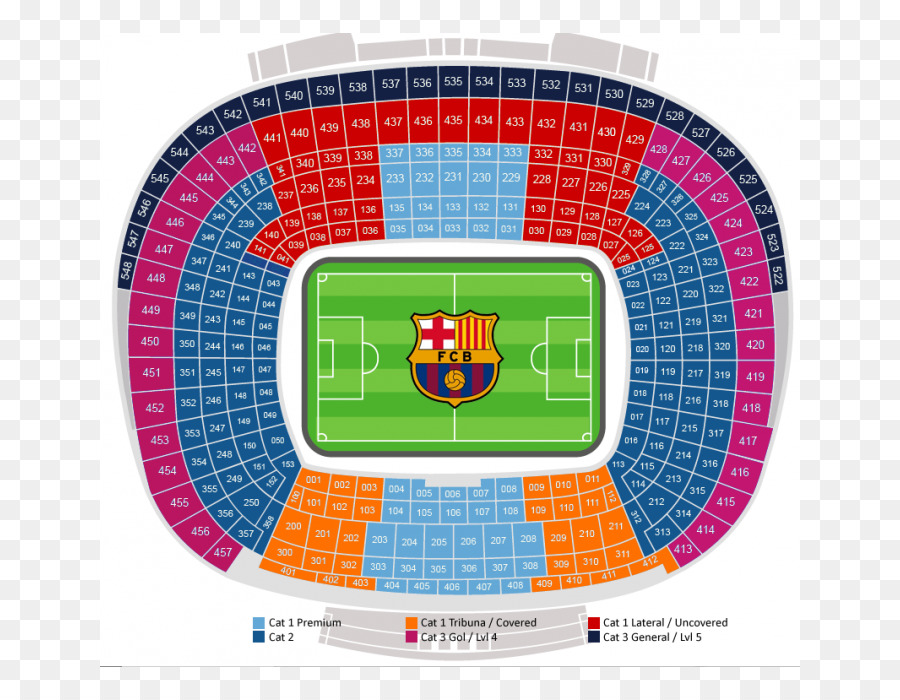 535 534 533 532 531 530 529 528 527 526 525 524 523 522
536 537 538 539 540 541 542 543 544 545 546 547 548
437 436 435 434 433 432 431 430 429 428 427 426 425 424 423 422 421 420 419 418 417 416 415 414 413
438 439 440 441 442 443 444 445 446 447 448 449 450 451 452 453 454 455 456 457
337 336 335 334 333 332 331 330 329 328 327 326 325 324 323 322 321 320 319 318 317 316 315 314 313 312
338 339 340 341 342 343 344 345 346 347 348 349 350 351 352 353 354 355 356 357 358
233 232 231 230 229 228 227 226 225 224 223 222 221 220 219 218 217 216 215 214 213 212
234 235 236 237 238 239 240 241 242 243 244 245 246 247 248 249 250
135 134 133 132 131 130 129 128 127 126 125 124 123 122 121 120 119 118 117 116 115 114 113 112
136 137 138 139 140 141 143 144 145 146 147 148 149 150 151 152 153
035 034 033 032 031 030 029 028 027 026 025 024 023 022 021 020 019 018 017 016
036 037 038 039 040 041 043 044 045 046 047 048 049 050
FCB
001 002 003 004 005 006 007 008 009 010 011
100 101 102 103 104 105 106 107 108 109 110 111 112
200 201 202 203 204 205 206 207 208 209 210 211
300 301 302 303 304 305 306 307 308 309 310 311
401 402 403 404 405 406 407 408 409 410 411 412
Cat 1 Premium Cat 1 Tribuna / Covered Cat 1 Lateral / Uncovered
Cat 2 Cat 3 Gol / Lvl 4 Cat 3 General / Lvl 5